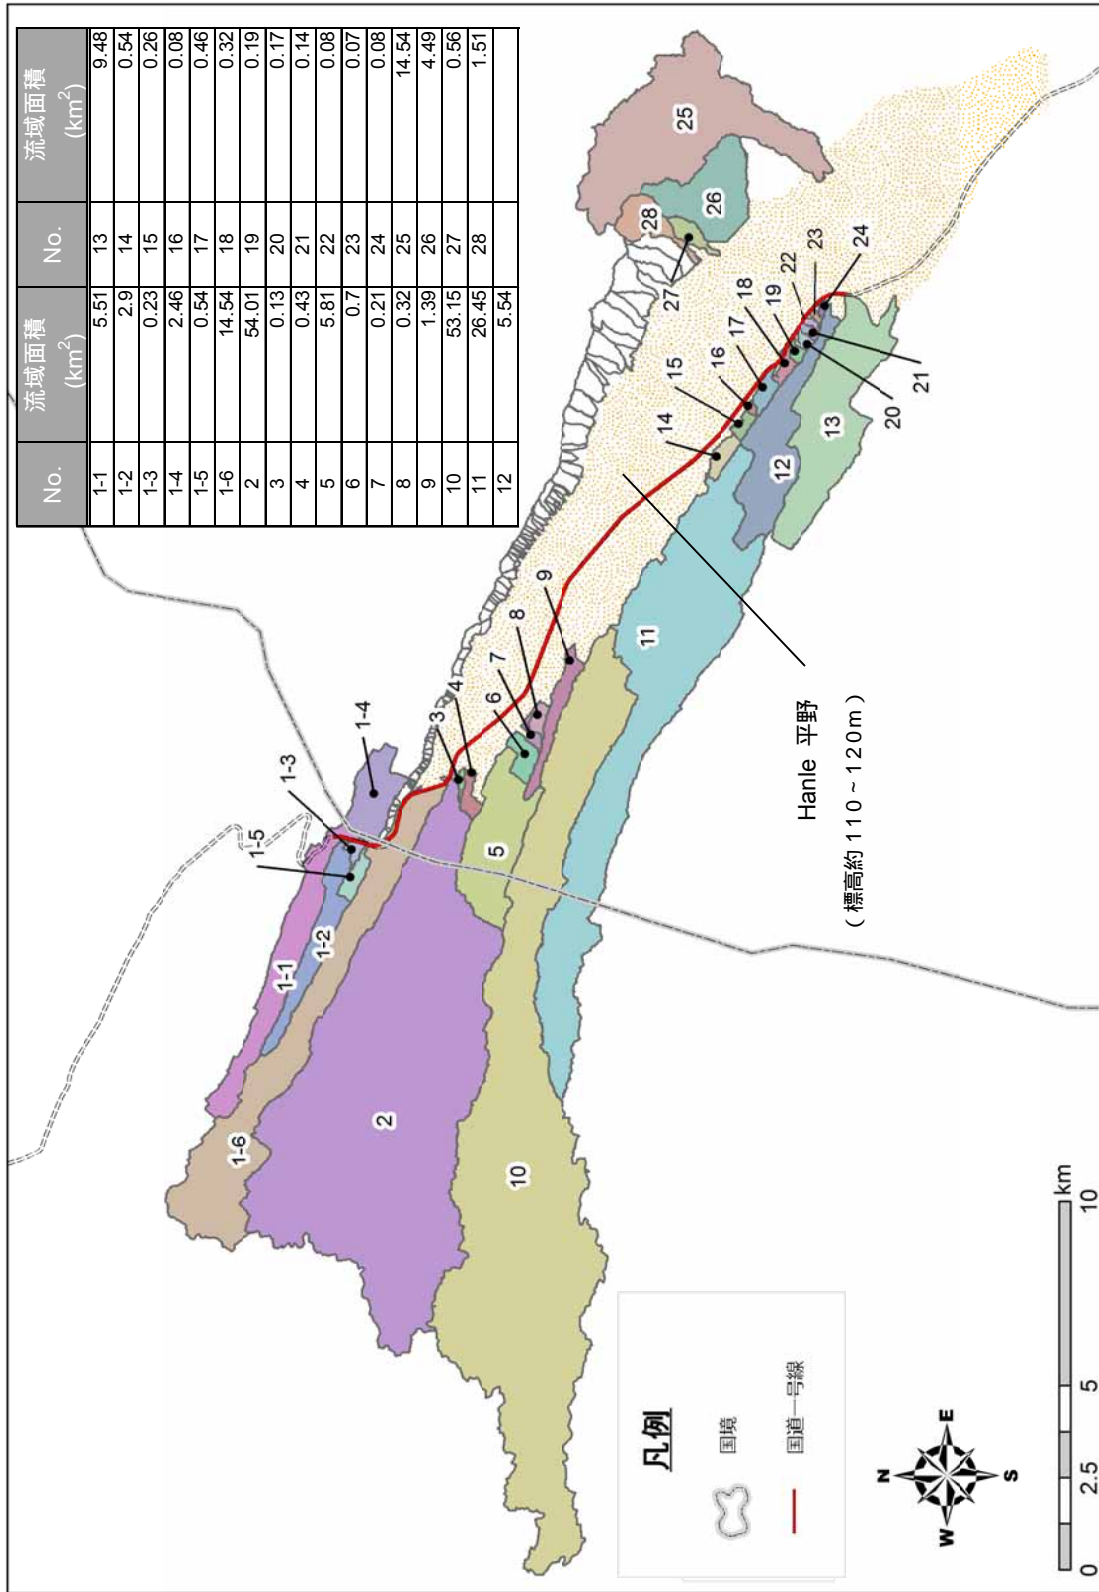 No. 流域面積 (km²) No. 流域面積 (km²)
1-1 5.51 13 9.48
1-2 2.9 14 0.54
1-3 0.23 15 0.26
1-4 2.46 16 0.08
1-5 0.54 17 0.46
1-6 14.54 18 0.32
2 54.01 19 0.19
3 0.13 20 0.17
4 0.43 21 0.14
5 5.81 22 0.08
6 0.7 23 0.07
7 0.21 24 0.08
8 0.32 25 14.54
9 1.39 26 4.49
10 53.15 27 0.56
11 26.45 28 1.51
12 5.54
1-1
1-2
1-3
1-4
1-5
1-6
2
3
4
5
6
7
8
9
10
11
12
13
14
15
16
17
18
19
20
21
22
23
24
25
26
27
28
Hanle 平野
(標高約 110~120m)
凡例
国境
国道一号線
N
W
E
S
km
0 2.5 5 10